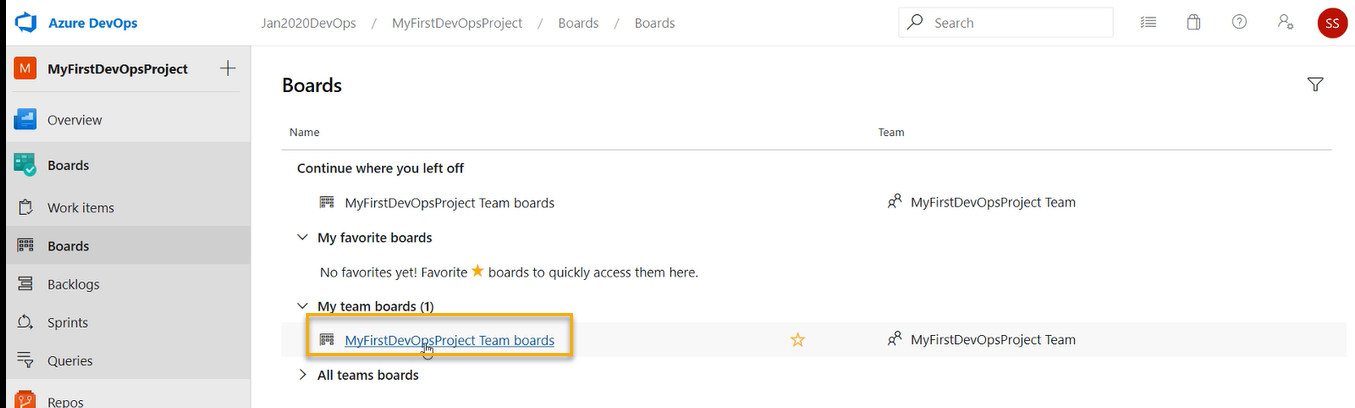 Azure DevOps
Jan2020DevOps / MyFirstDevOpsProject / Boards / Boards
Search
SS
M MyFirstDevOpsProject
Overview
Boards
Work items
Boards
Backlogs
Sprints
Queries
Repos
Boards
Name Team
Continue where you left off
MyFirstDevOpsProject Team boards MyFirstDevOpsProject Team
My favorite boards
No favorites yet! Favorite ★ boards to quickly access them here.
My team boards (1)
MyFirstDevOpsProject Team boards MyFirstDevOpsProject Team
All teams boards